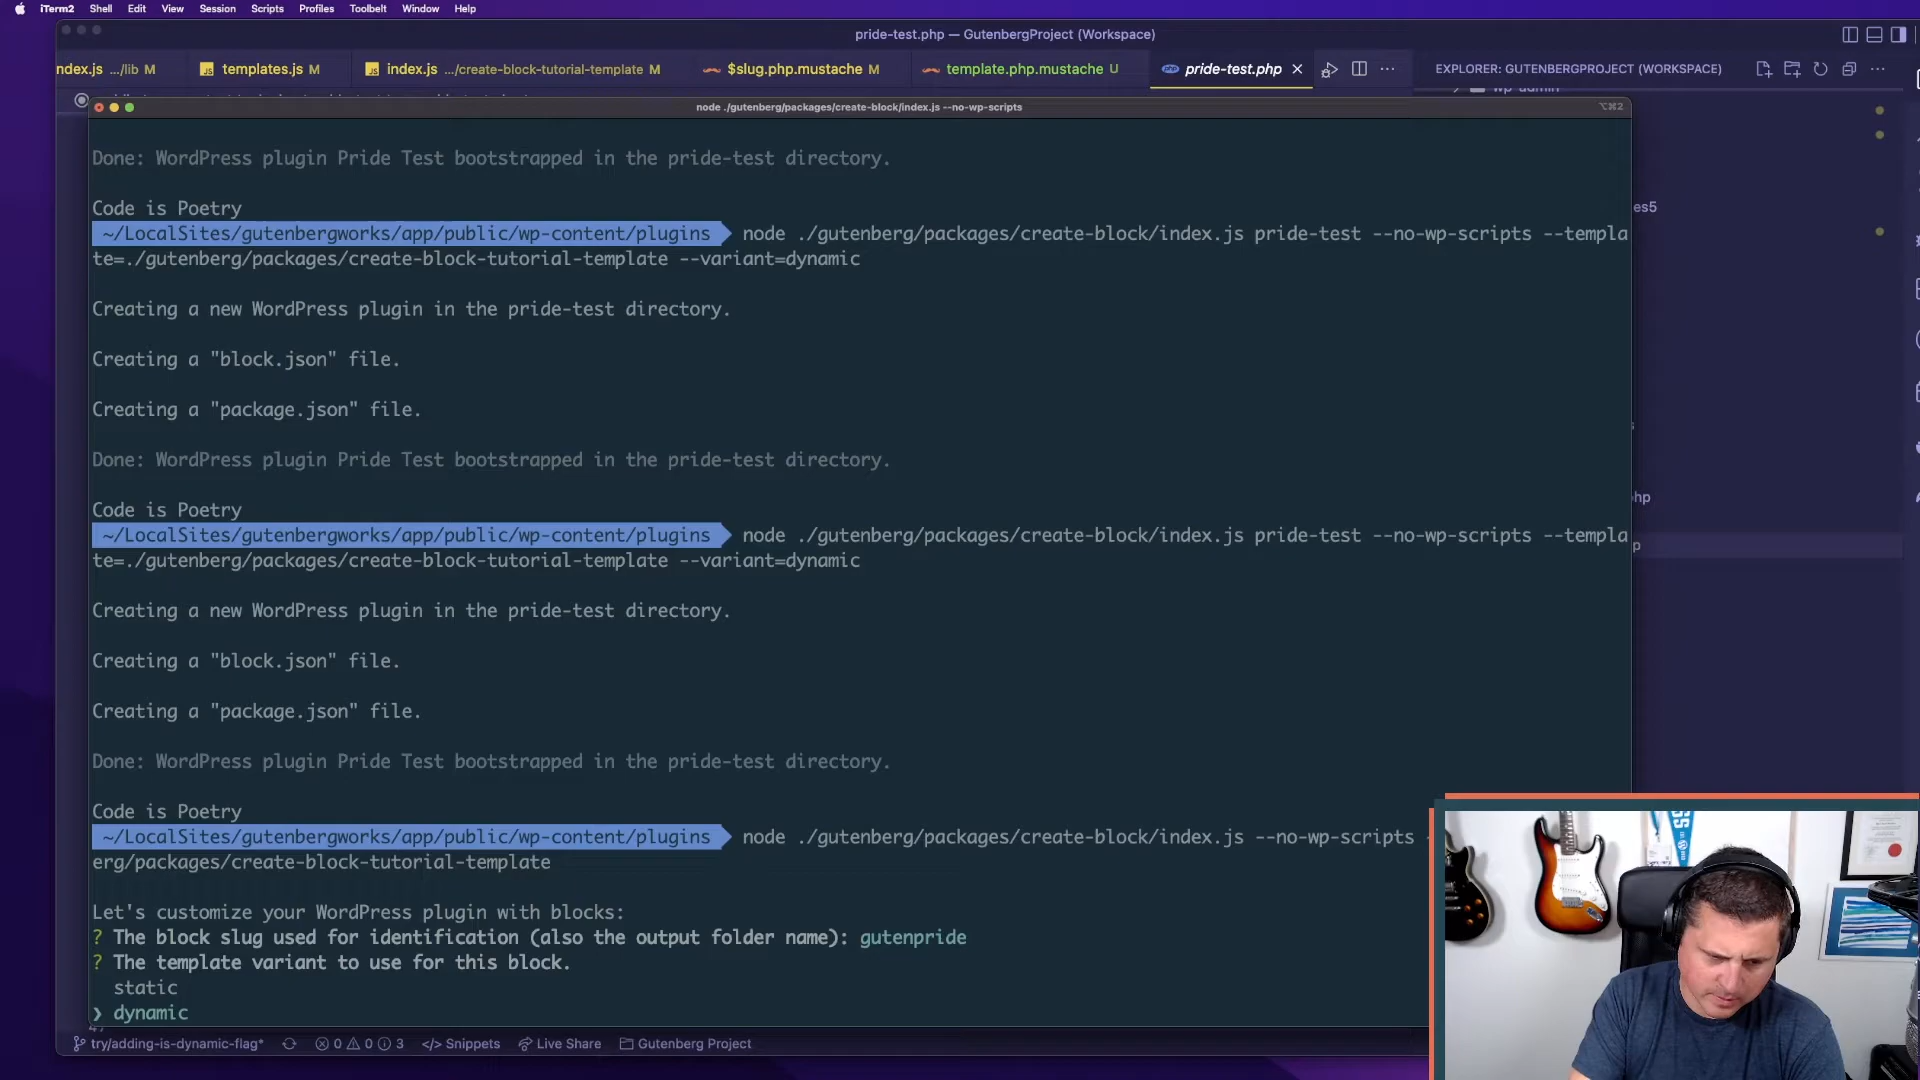 iTerm2 Shell Edit View Session Scripts Profiles Toolbelt Window Help
pride-test.php — GutenbergProject (Workspace)
ndex.js .../lib M templates.js M index.js .../create-block-tutorial-template M $slug.php.mustache M template.php.mustache U pride-test.php EXPLORER: GUTENBERGPROJECT (WORKSPACE)
wp-admin
node ./gutenberg/packages/create-block/index.js --no-wp-scripts
⌥⌘2
Done: WordPress plugin Pride Test bootstrapped in the pride-test directory.
Code is Poetry
es5
~/LocalSites/gutenbergworks/app/public/wp-content/plugins node ./gutenberg/packages/create-block/index.js pride-test --no-wp-scripts --templa
te=./gutenberg/packages/create-block-tutorial-template --variant=dynamic
Creating a new WordPress plugin in the pride-test directory.
Creating a "block.json" file.
Creating a "package.json" file.
Done: WordPress plugin Pride Test bootstrapped in the pride-test directory.
hp
Code is Poetry
~/LocalSites/gutenbergworks/app/public/wp-content/plugins node ./gutenberg/packages/create-block/index.js pride-test --no-wp-scripts --templa
p
te=./gutenberg/packages/create-block-tutorial-template --variant=dynamic
Creating a new WordPress plugin in the pride-test directory.
Creating a "block.json" file.
Creating a "package.json" file.
Done: WordPress plugin Pride Test bootstrapped in the pride-test directory.
Code is Poetry
~/LocalSites/gutenbergworks/app/public/wp-content/plugins node ./gutenberg/packages/create-block/index.js --no-wp-scripts -
erg/packages/create-block-tutorial-template
Let's customize your WordPress plugin with blocks:
? The block slug used for identification (also the output folder name): gutenpride
? The template variant to use for this block.
static
❯ dynamic
try/adding-is-dynamic-flag* 0 0 3 </> Snippets Live Share Gutenberg Project